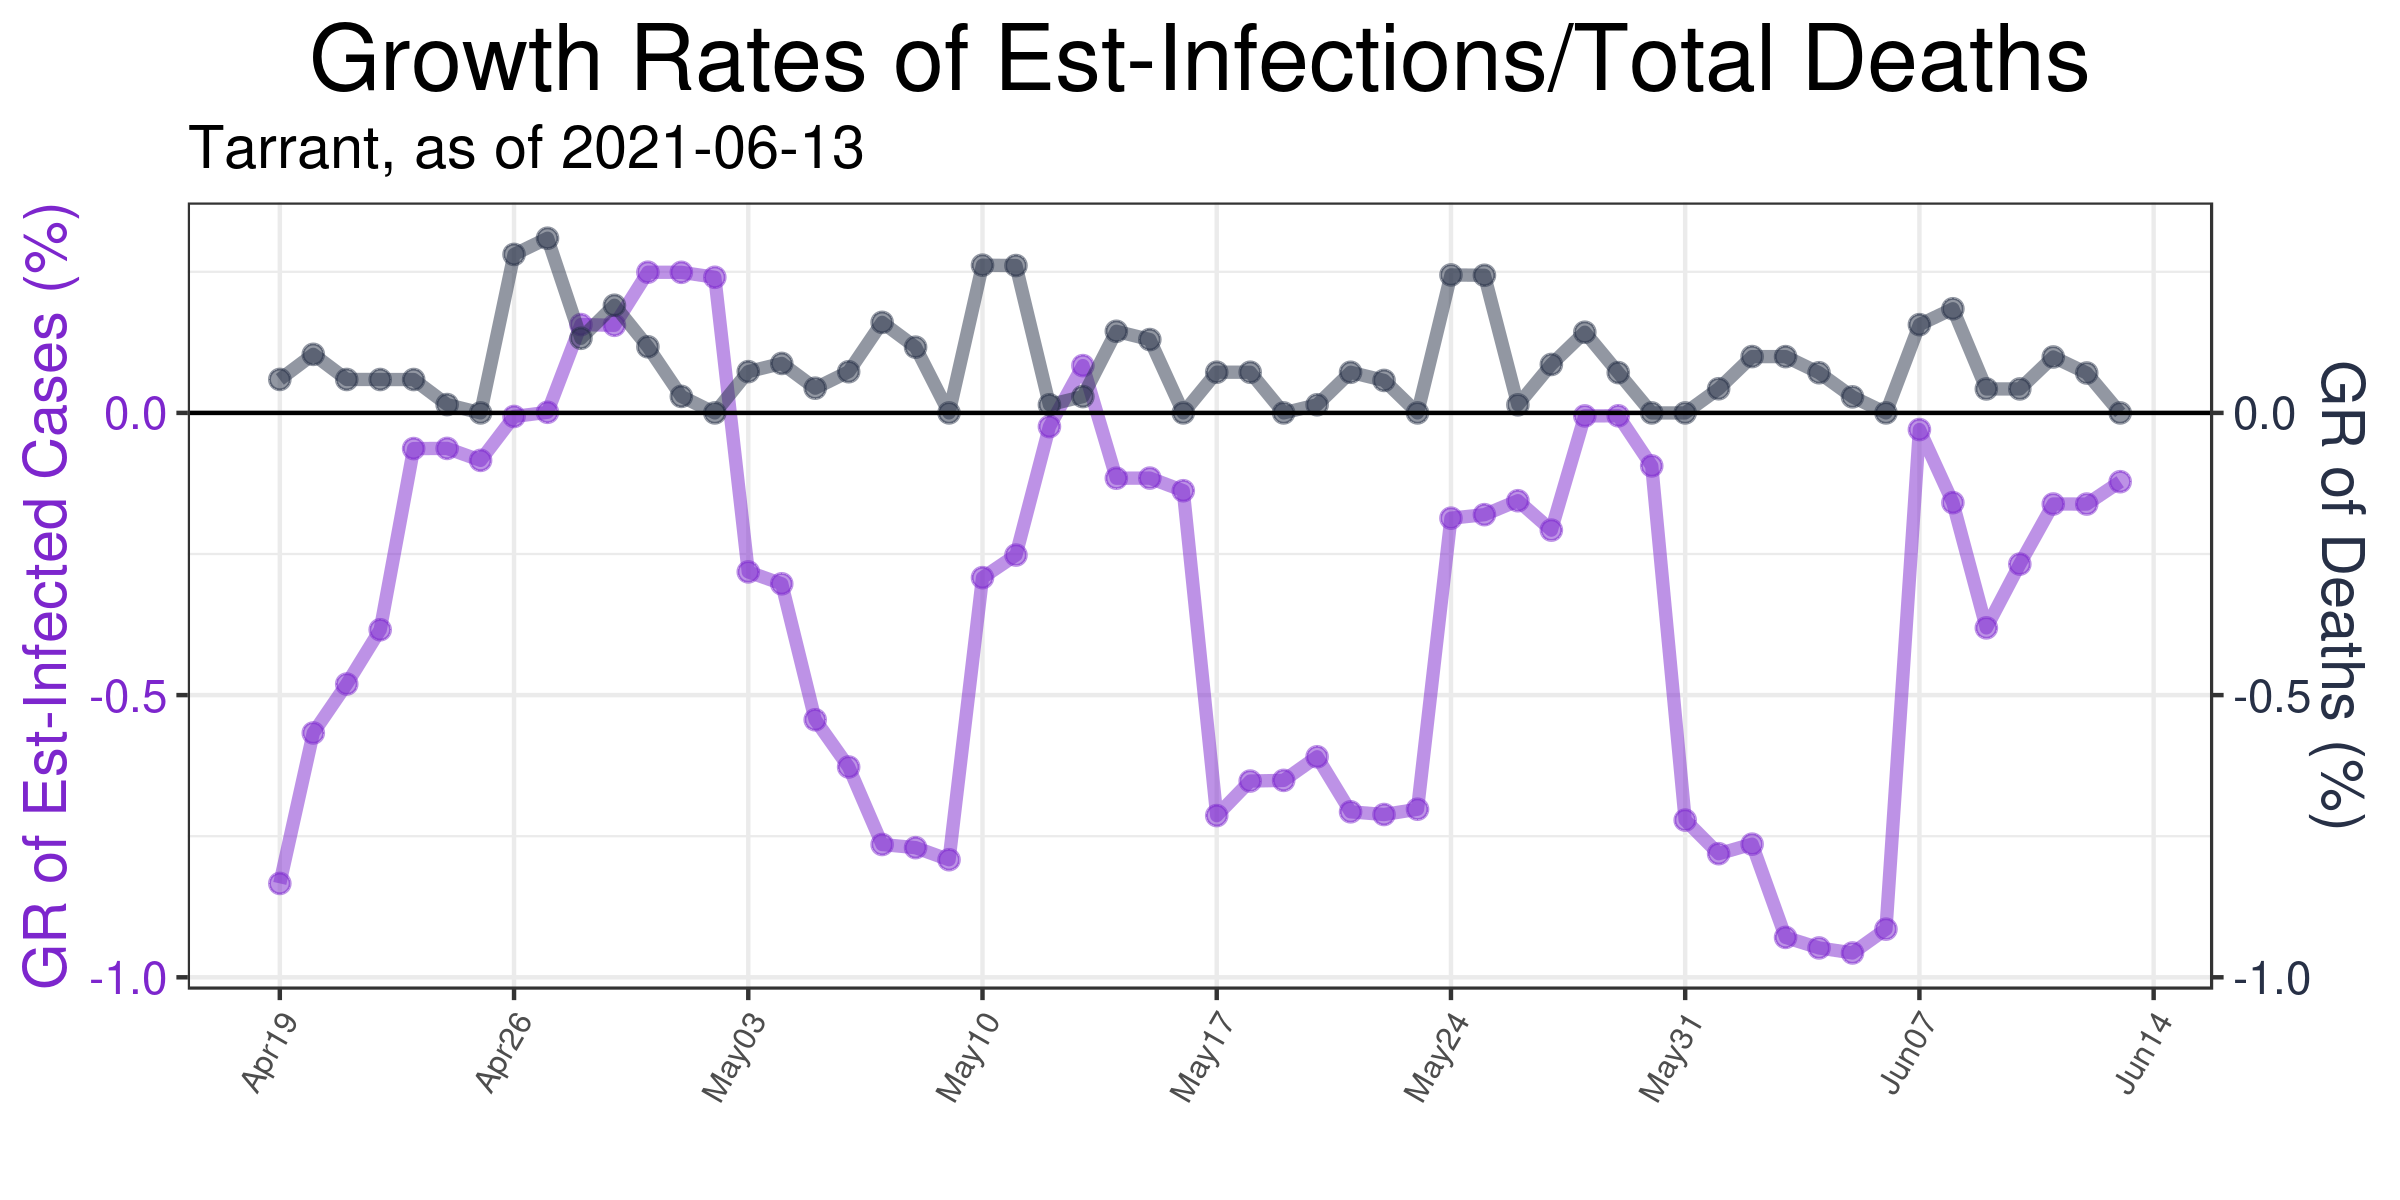 Growth Rates of Est-Infections/Total Deaths
Tarrant, as of 2021-06-13
GR of Est-Infected Cases (%)
0.0
-0.5
-1.0
0.0
-0.5
-1.0
GR of Deaths (%)
Apr19
Apr26
May03
May10
May17
May24
May31
Jun07
Jun14